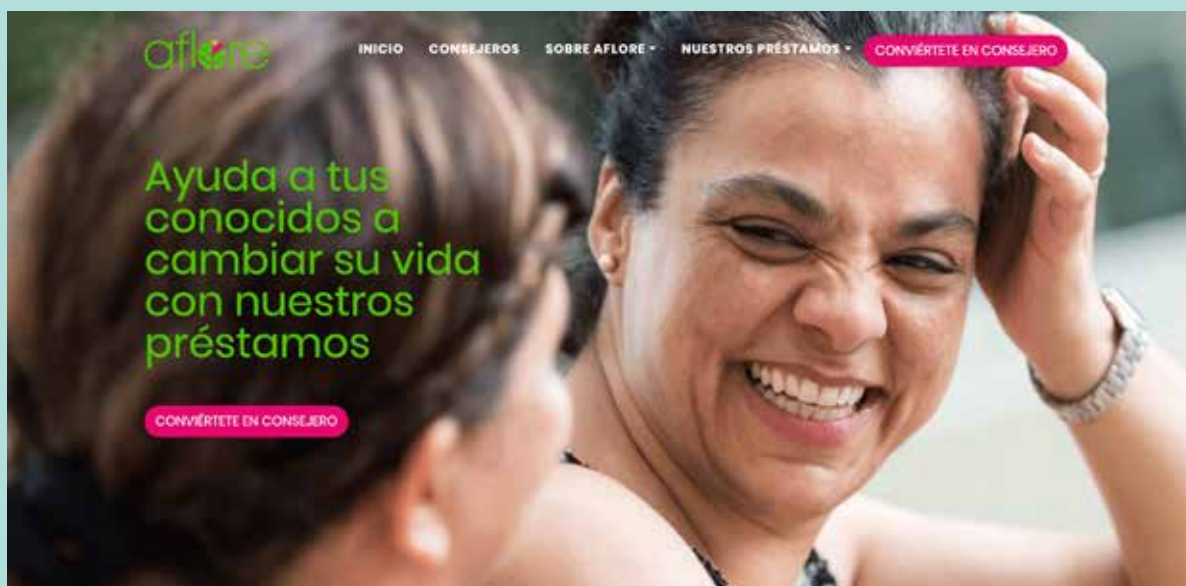 aflore
INICIO CONSEJEROS SOBRE AFLORE NUESTROS PRÉSTAMOS CONVIÉRTETE EN CONSEJERO
Ayuda a tus
conocidos a
cambiar su vida
con nuestros
préstamos
CONVIÉRTETE EN CONSEJERO